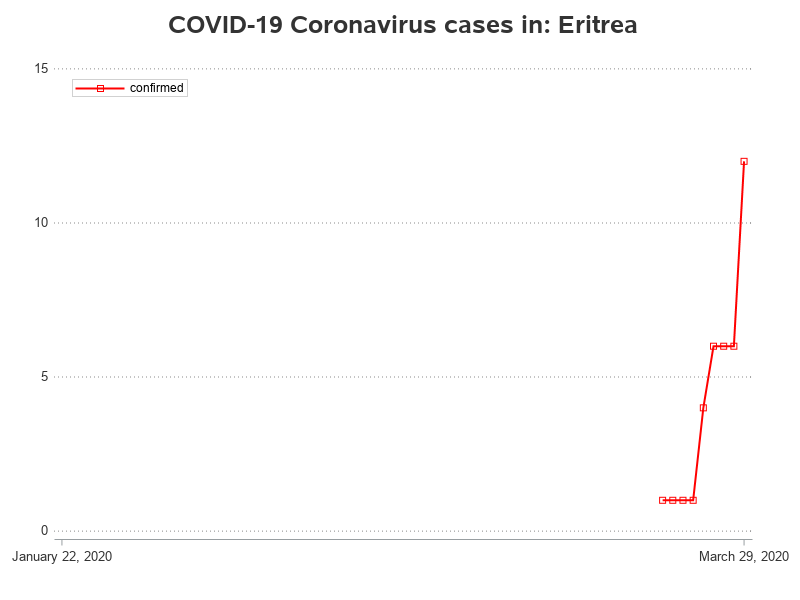 COVID-19 Coronavirus cases in: Eritrea
15
confirmed
10
5
0
January 22, 2020
March 29, 2020